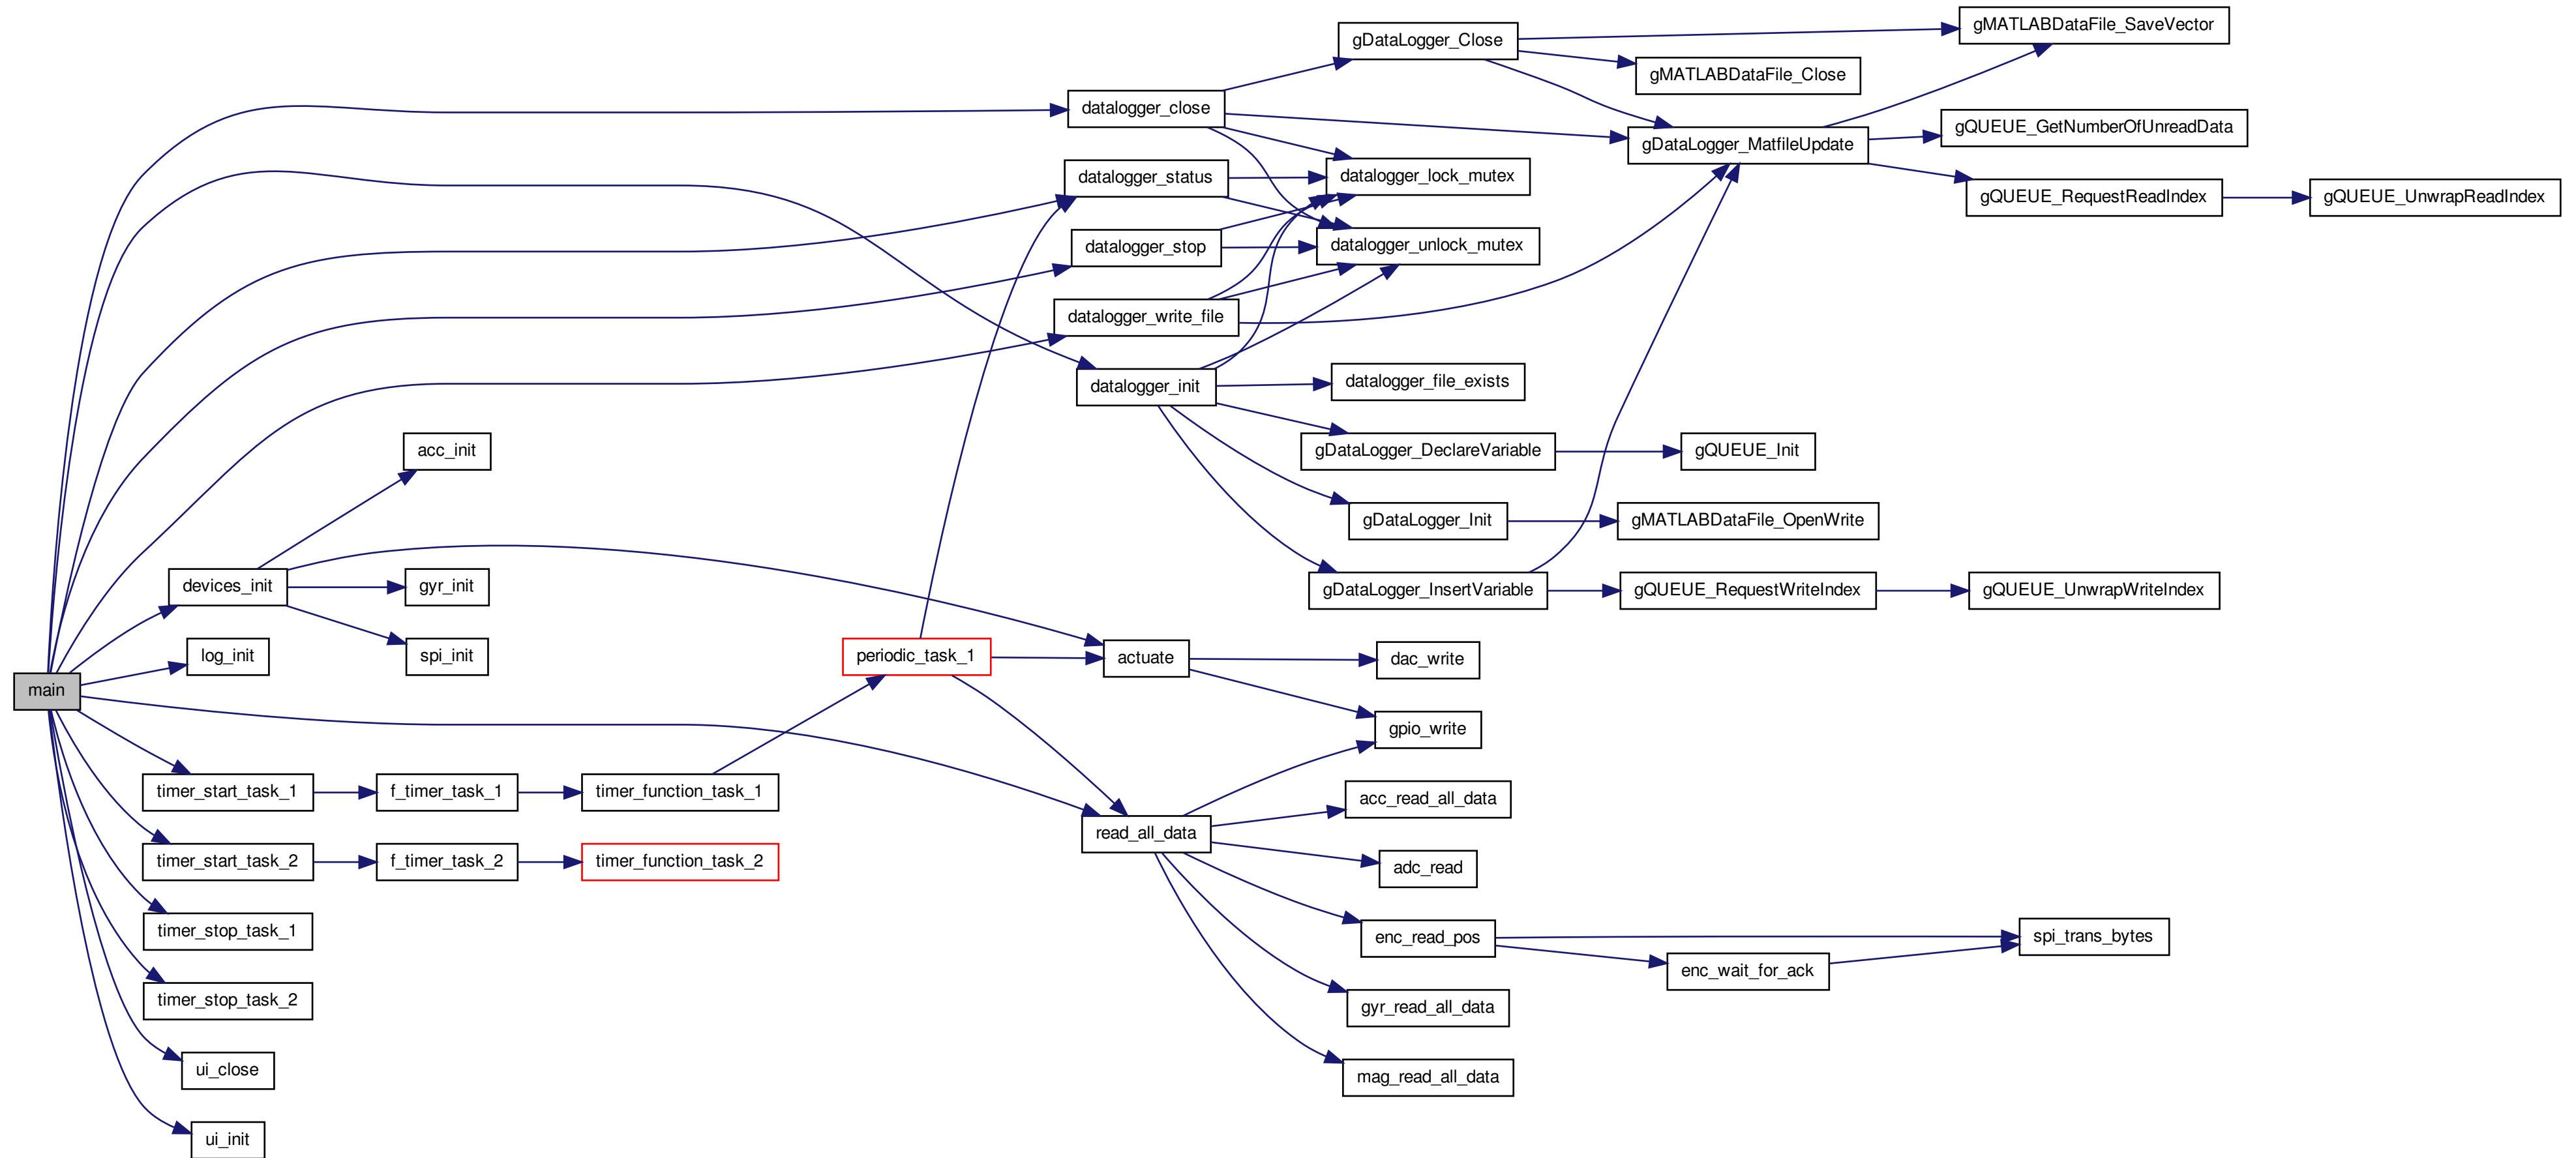 main
devices_init
log_init
timer_start_task_1
timer_start_task_2
timer_stop_task_1
timer_stop_task_2
ui_close
ui_init
acc_init
gyr_init
spi_init
f_timer_task_1
f_timer_task_2
timer_function_task_1
timer_function_task_2
periodic_task_1
datalogger_close
datalogger_status
datalogger_stop
datalogger_write_file
datalogger_init
actuate
read_all_data
gDataLogger_Close
datalogger_lock_mutex
datalogger_unlock_mutex
datalogger_file_exists
gDataLogger_DeclareVariable
gDataLogger_Init
gDataLogger_InsertVariable
dac_write
gpio_write
acc_read_all_data
adc_read
enc_read_pos
gyr_read_all_data
mag_read_all_data
gMATLABDataFile_Close
gDataLogger_MatfileUpdate
gQUEUE_Init
gMATLABDataFile_OpenWrite
gQUEUE_RequestWriteIndex
enc_wait_for_ack
gMATLABDataFile_SaveVector
gQUEUE_GetNumberOfUnreadData
gQUEUE_RequestReadIndex
gQUEUE_UnwrapWriteIndex
spi_trans_bytes
gQUEUE_UnwrapReadIndex